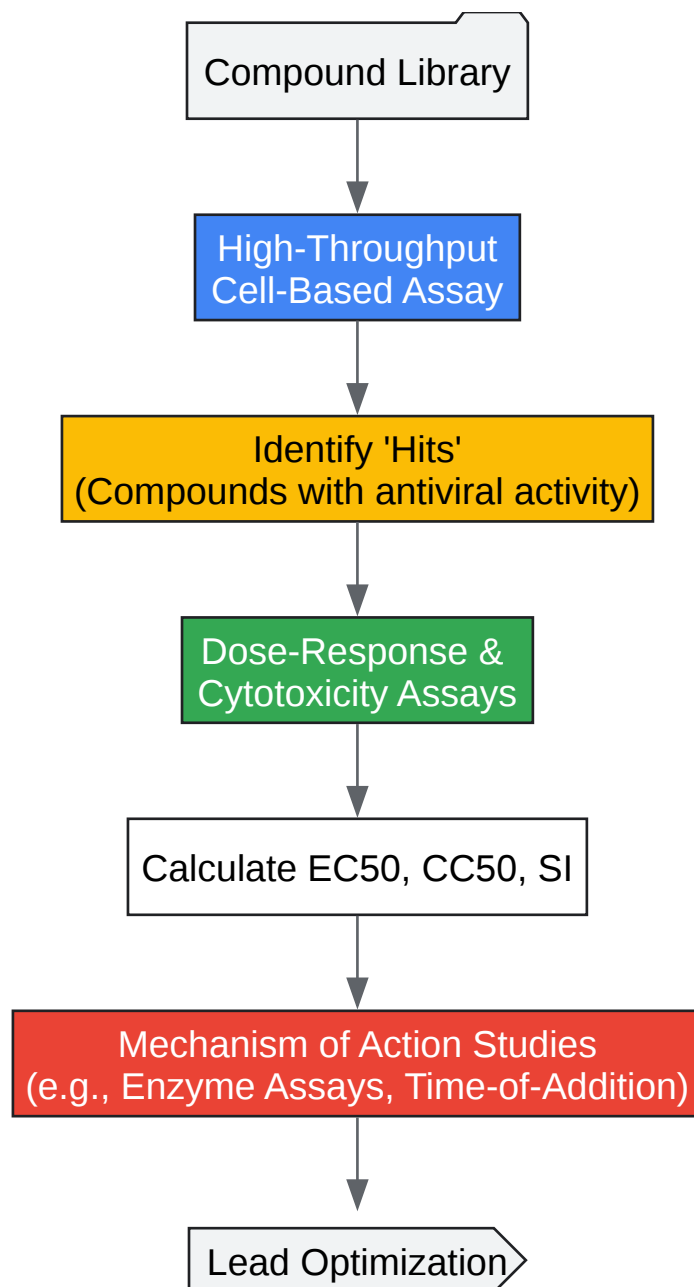 Compound Library
High-Throughput
Cell-Based Assay
Identify 'Hits'
(Compounds with antiviral activity)
Dose-Response &
Cytotoxicity Assays
Calculate EC50, CC50, SI
Mechanism of Action Studies
(e.g., Enzyme Assays, Time-of-Addition)
Lead Optimization